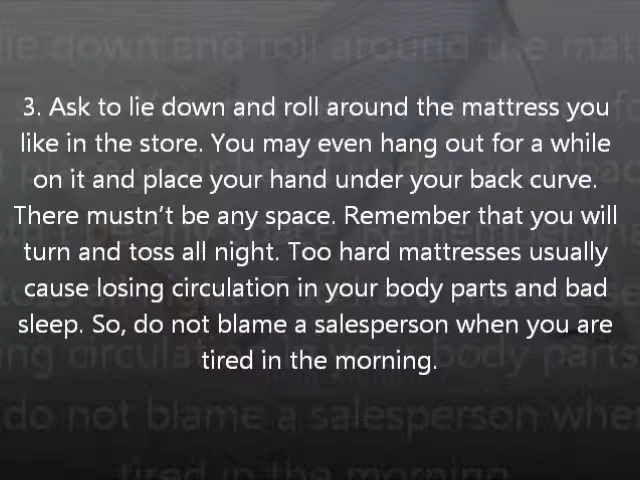 3. Ask to lie down and roll around the mattress you
like in the store. You may even hang out for a while
on it and place your hand under your back curve.
There mustn't be any space. Remember that you will
turn and toss all night. Too hard mattresses usually
cause losing circulation in your body parts and bad
sleep. So, do not blame a salesperson when you are
tired in the morning.